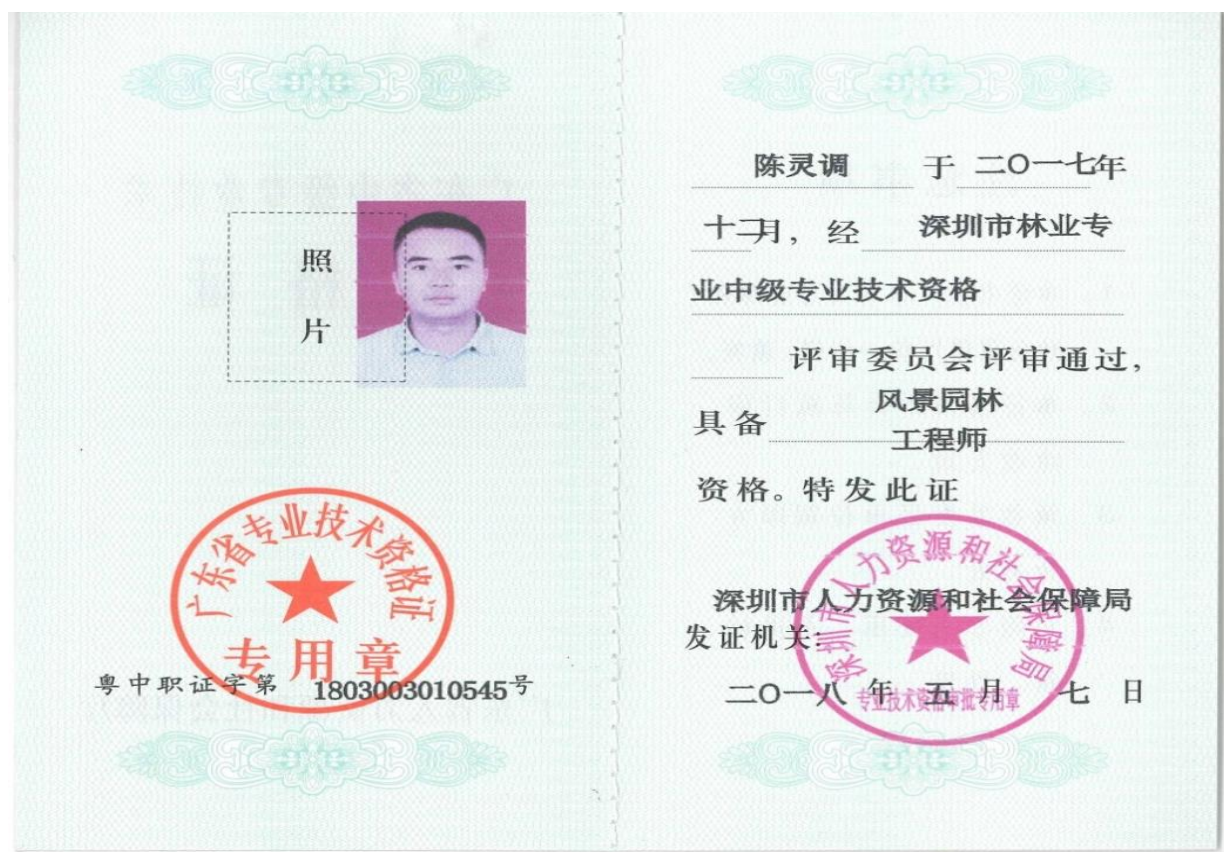 照
片
广东省专业技术资格证
专用章
粤中职证字第 1803003010545号
陈灵调 于 二〇一七年
十二月，经 深圳市林业专
业中级专业技术资格
评审委员会评审通过，
具备 风景园林
工程师
资格。特发此证
深圳市人力资源和社会保障局
深圳市人力资源和社会保障局
发证机关：
专业技术资格审批专用章
二〇一八 年 五 月 七 日